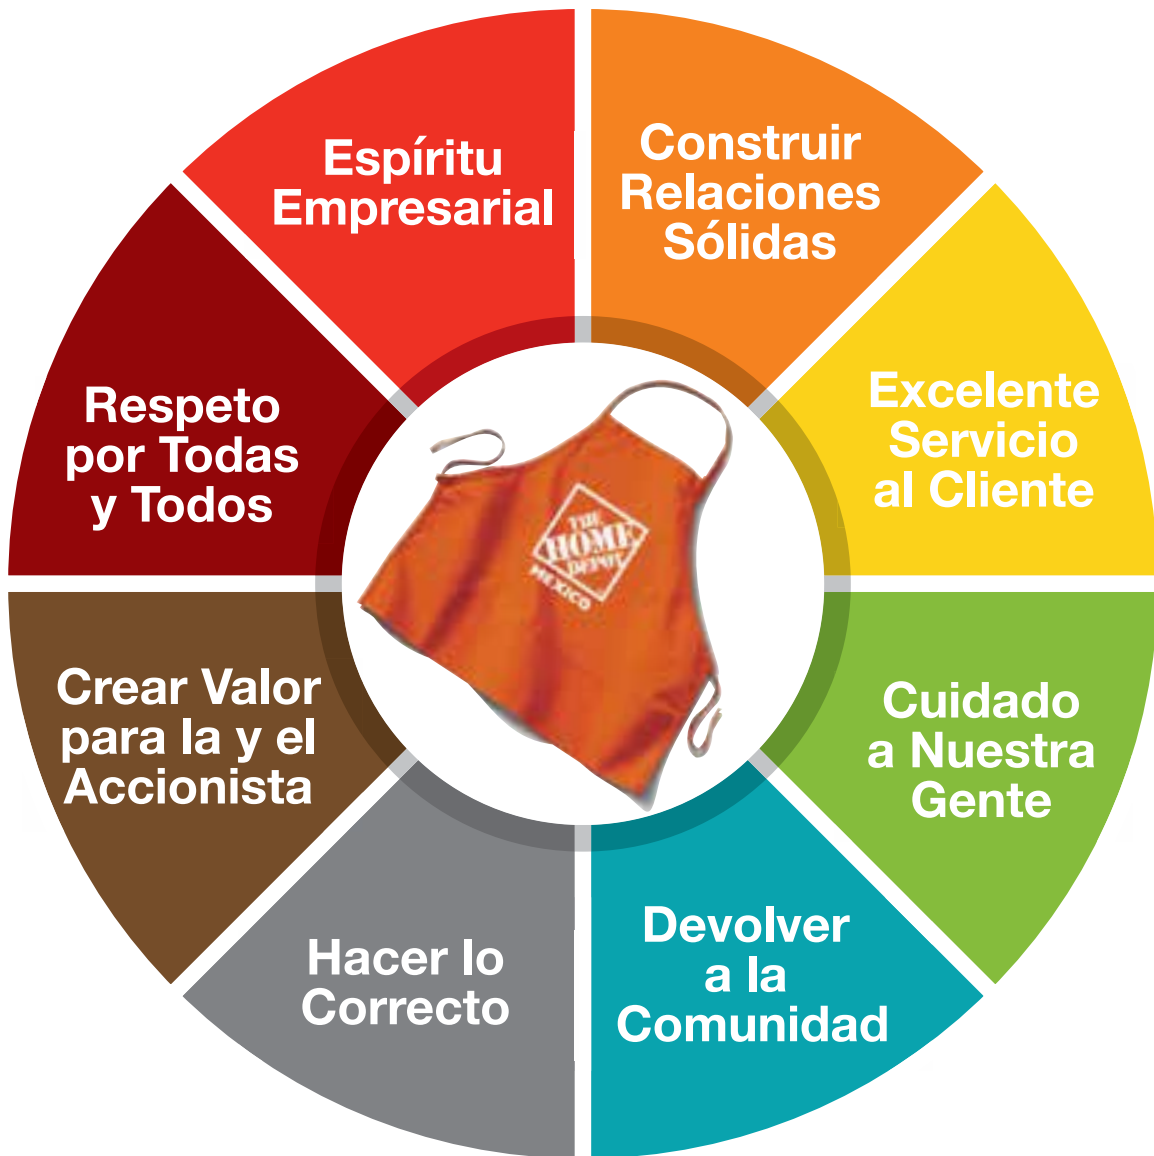 Espíritu
Empresarial
Construir
Relaciones
Sólidas
Excelente
Servicio
al Cliente
Cuidado
a Nuestra
Gente
Devolver
a la
Comunidad
Hacer lo
Correcto
Crear Valor
para la y el
Accionista
Respeto
por Todas
y Todos
THE
HOME
DEPOT
MEXICO